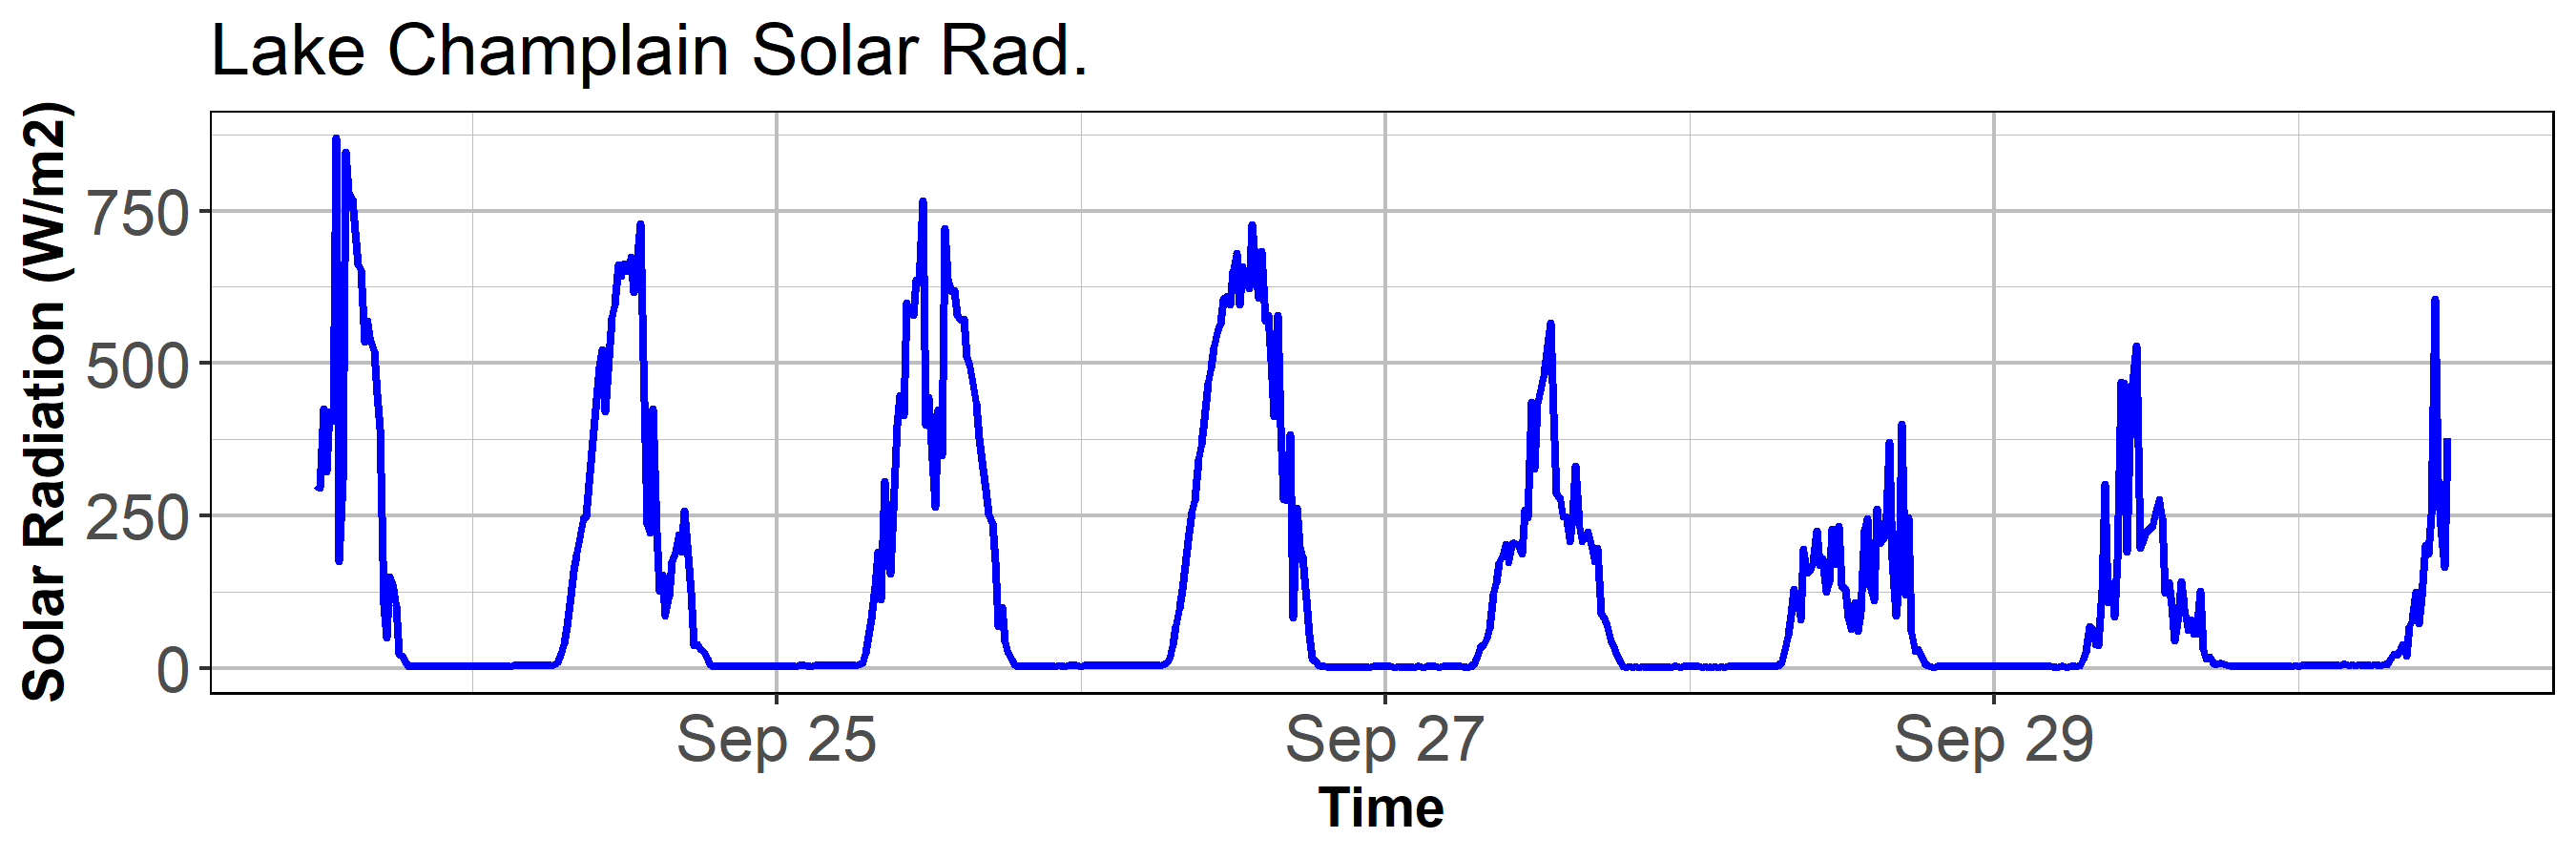 Lake Champlain Solar Rad.
Solar Radiation (W/m2)
750
500
250
0
Sep 25 Sep 27 Sep 29
Time